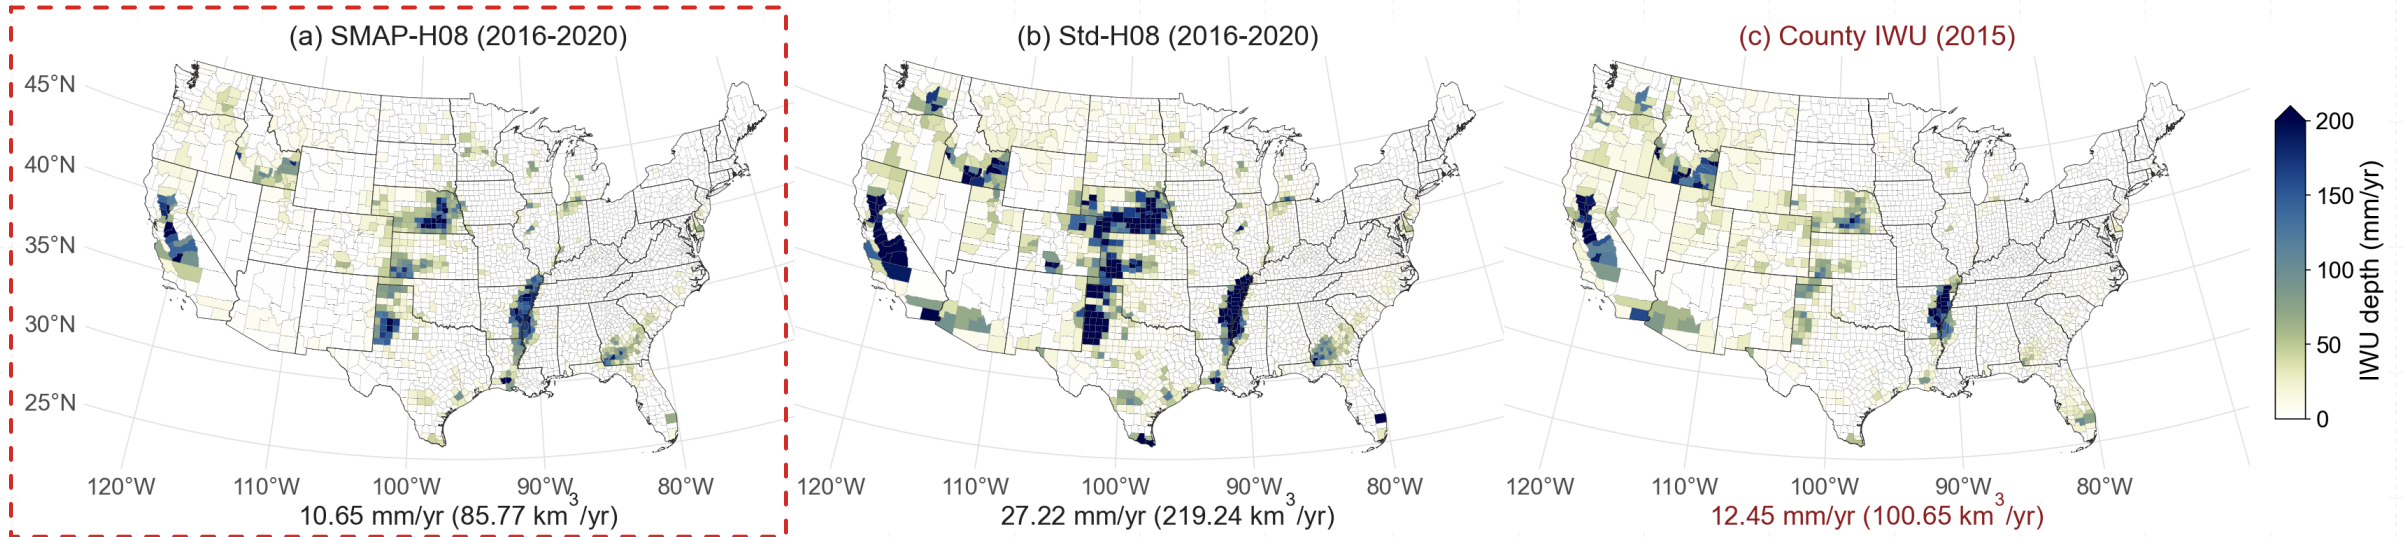 (a) SMAP-H08 (2016-2020)
(b) Std-H08 (2016-2020)
(c) County IWU (2015)
45°N
40°N
35°N
30°N
25°N
120°W 110°W 100°W 90°W 80°W
120°W 110°W 100°W 90°W 80°W
120°W 110°W 100°W 90°W 80°W
10.65 mm/yr (85.77 km³/yr)
27.22 mm/yr (219.24 km³/yr)
12.45 mm/yr (100.65 km³/yr)
200
150
100
50
0
IWU depth (mm/yr)